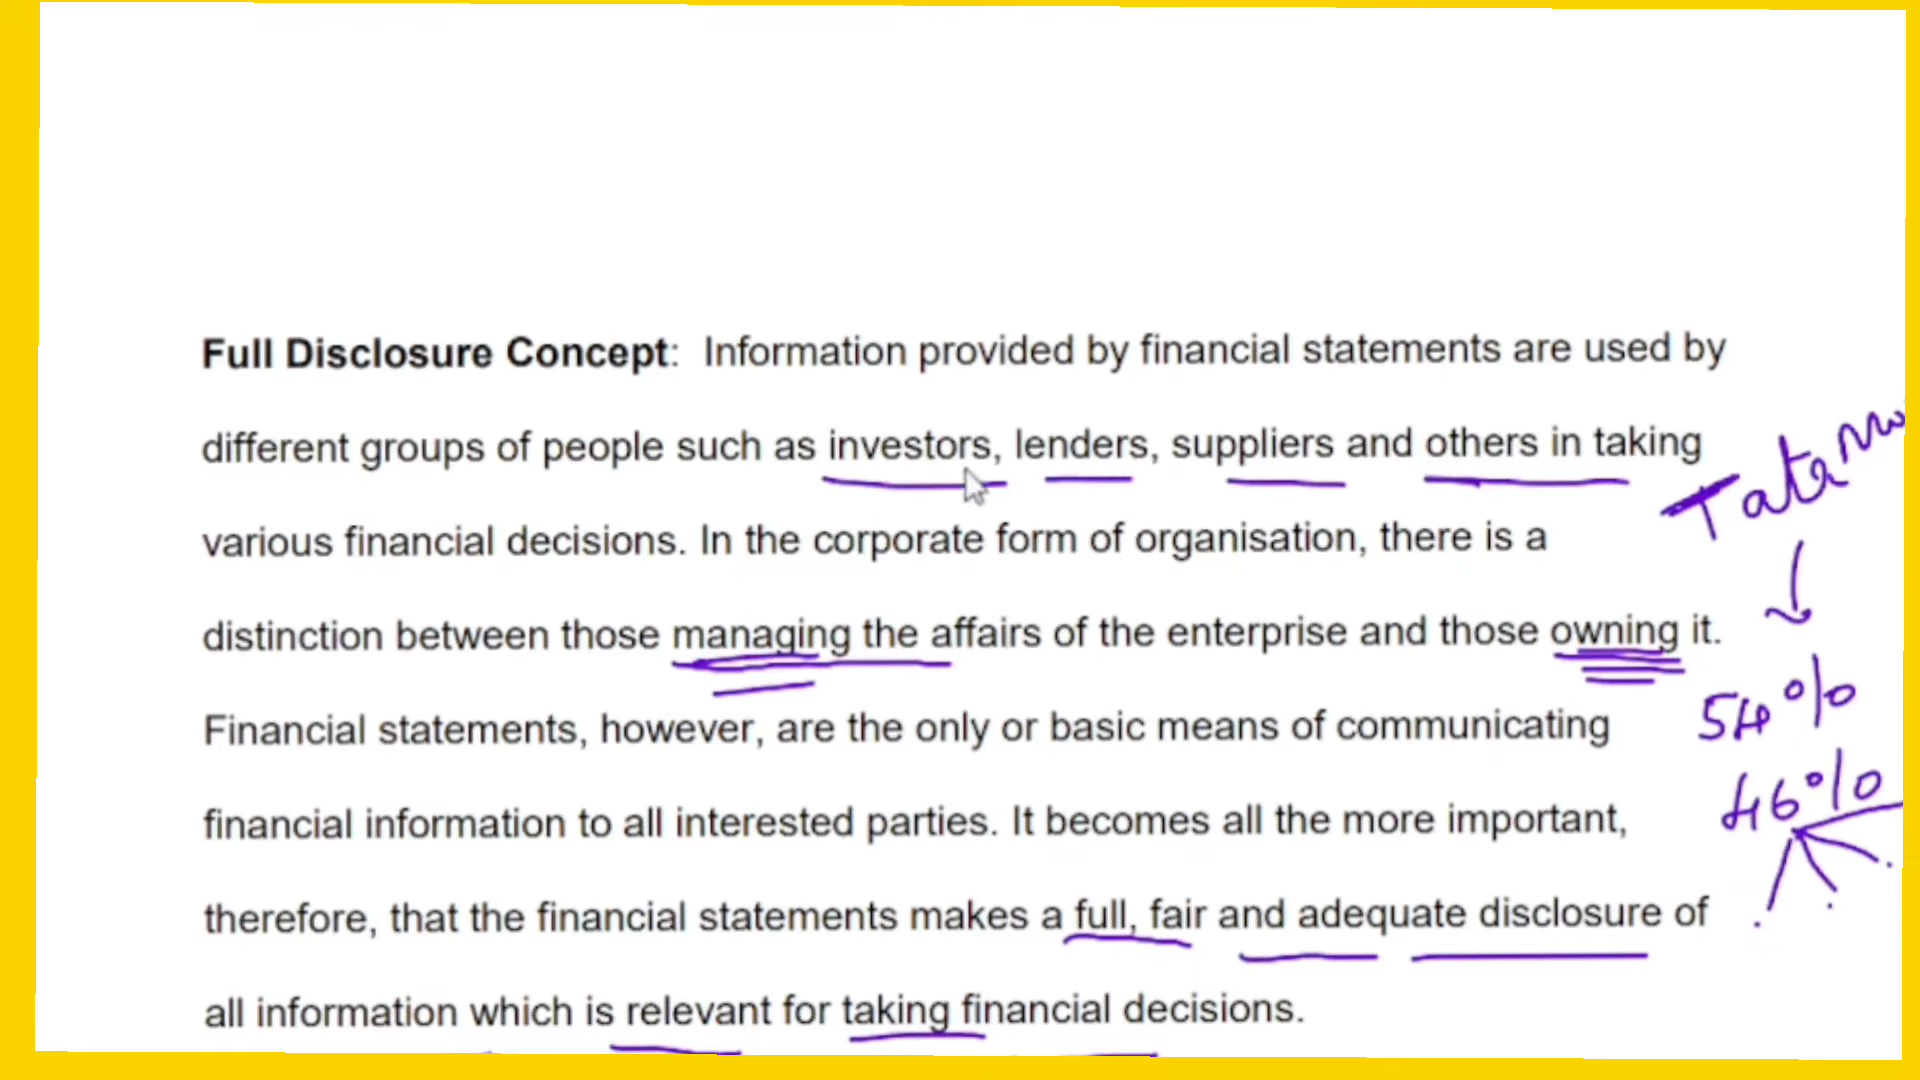 Full Disclosure Concept: Information provided by financial statements are used by
different groups of people such as investors, lenders, suppliers and others in taking
various financial decisions. In the corporate form of organisation, there is a
distinction between those managing the affairs of the enterprise and those owning it.
Financial statements, however, are the only or basic means of communicating
financial information to all interested parties. It becomes all the more important,
therefore, that the financial statements makes a full, fair and adequate disclosure of
all information which is relevant for taking financial decisions.
Tata
54%
46%